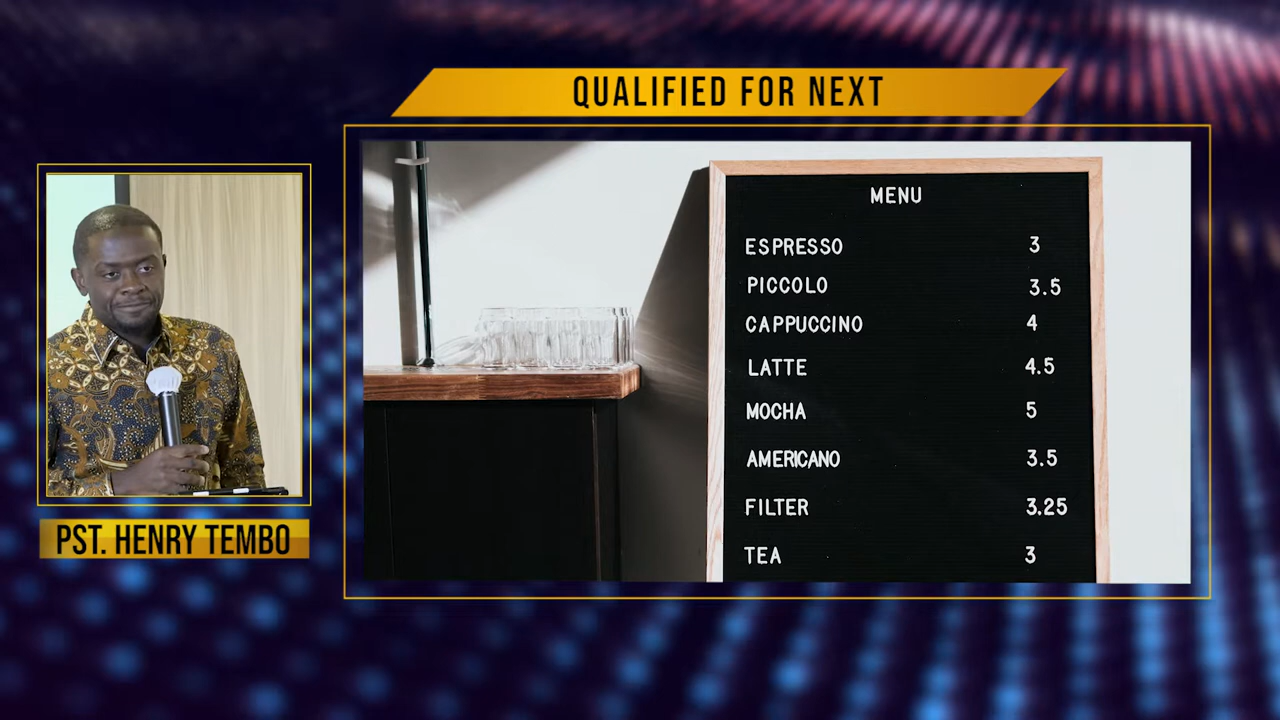 QUALIFIED FOR NEXT
PST. HENRY TEMBO
MENU
ESPRESSO 3
PICCOLO 3.5
CAPPUCCINO 4
LATTE 4.5
MOCHA 5
AMERICANO 3.5
FILTER 3.25
TEA 3